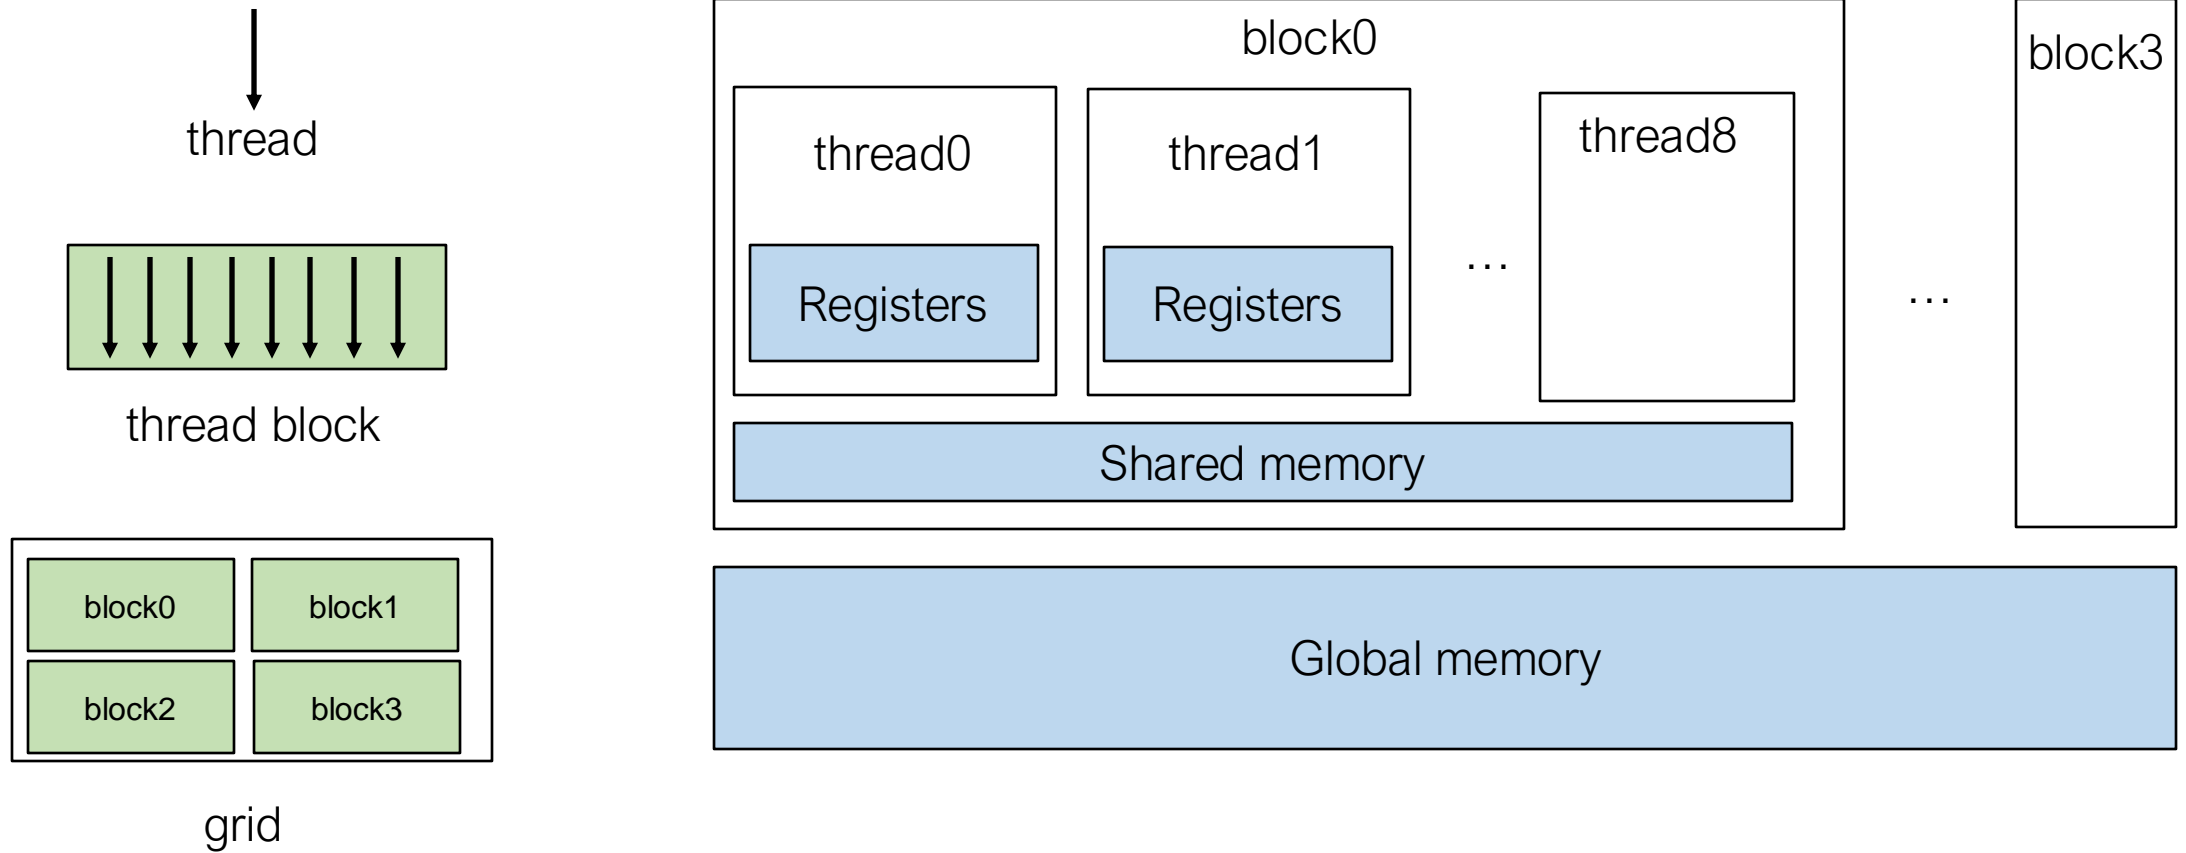 thread
thread block
block0
block1
block2
block3
grid
block0
thread0
Registers
thread1
Registers
...
thread8
Shared memory
...
block3
Global memory